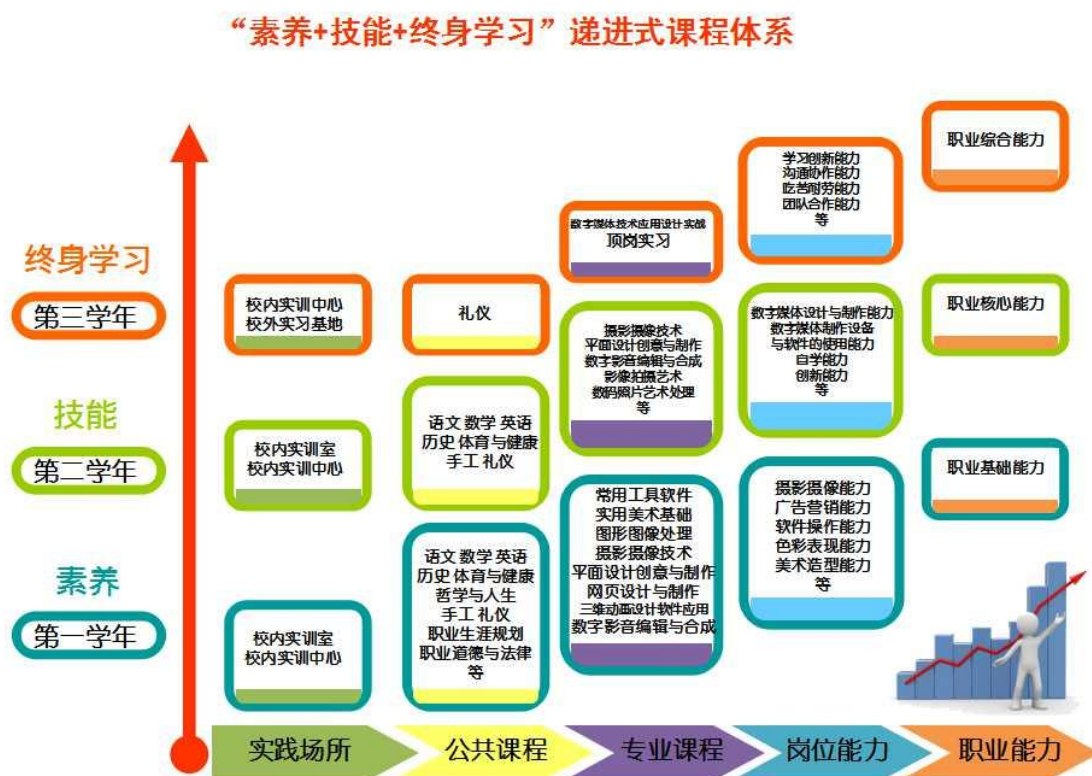 “素养+技能+终身学习”递进式课程体系
终身学习
第三学年
校内实训中心
校外实习基地
礼仪
数字媒体技术应用设计实战
顶岗实习
学习创新能力
沟通协作能力
吃苦耐劳能力
团队合作能力
等
职业综合能力
技能
第二学年
校内实训室
校内实训中心
语文 数学 英语
历史 体育与健康
手工 礼仪
摄影摄像技术
平面设计创意与制作
数字影音编辑与合成
影像拍摄艺术
数码照片艺术处理
等
数字媒体设计与制作能力
数字媒体制作设备
与软件的使用能力
自学能力
创新能力
等
职业核心能力
素养
第一学年
校内实训室
校内实训中心
语文 数学 英语
历史 体育与健康
哲学与人生
手工 礼仪
职业生涯规划
职业道德与法律
等
常用工具软件
实用美术基础
图形图像处理
摄影摄像技术
平面设计创意与制作
网页设计与制作
三维动画设计软件应用
数字影音编辑与合成
摄影摄像能力
广告营销能力
软件操作能力
色彩表现能力
美术造型能力
等
职业基础能力
实践场所
公共课程
专业课程
岗位能力
职业能力